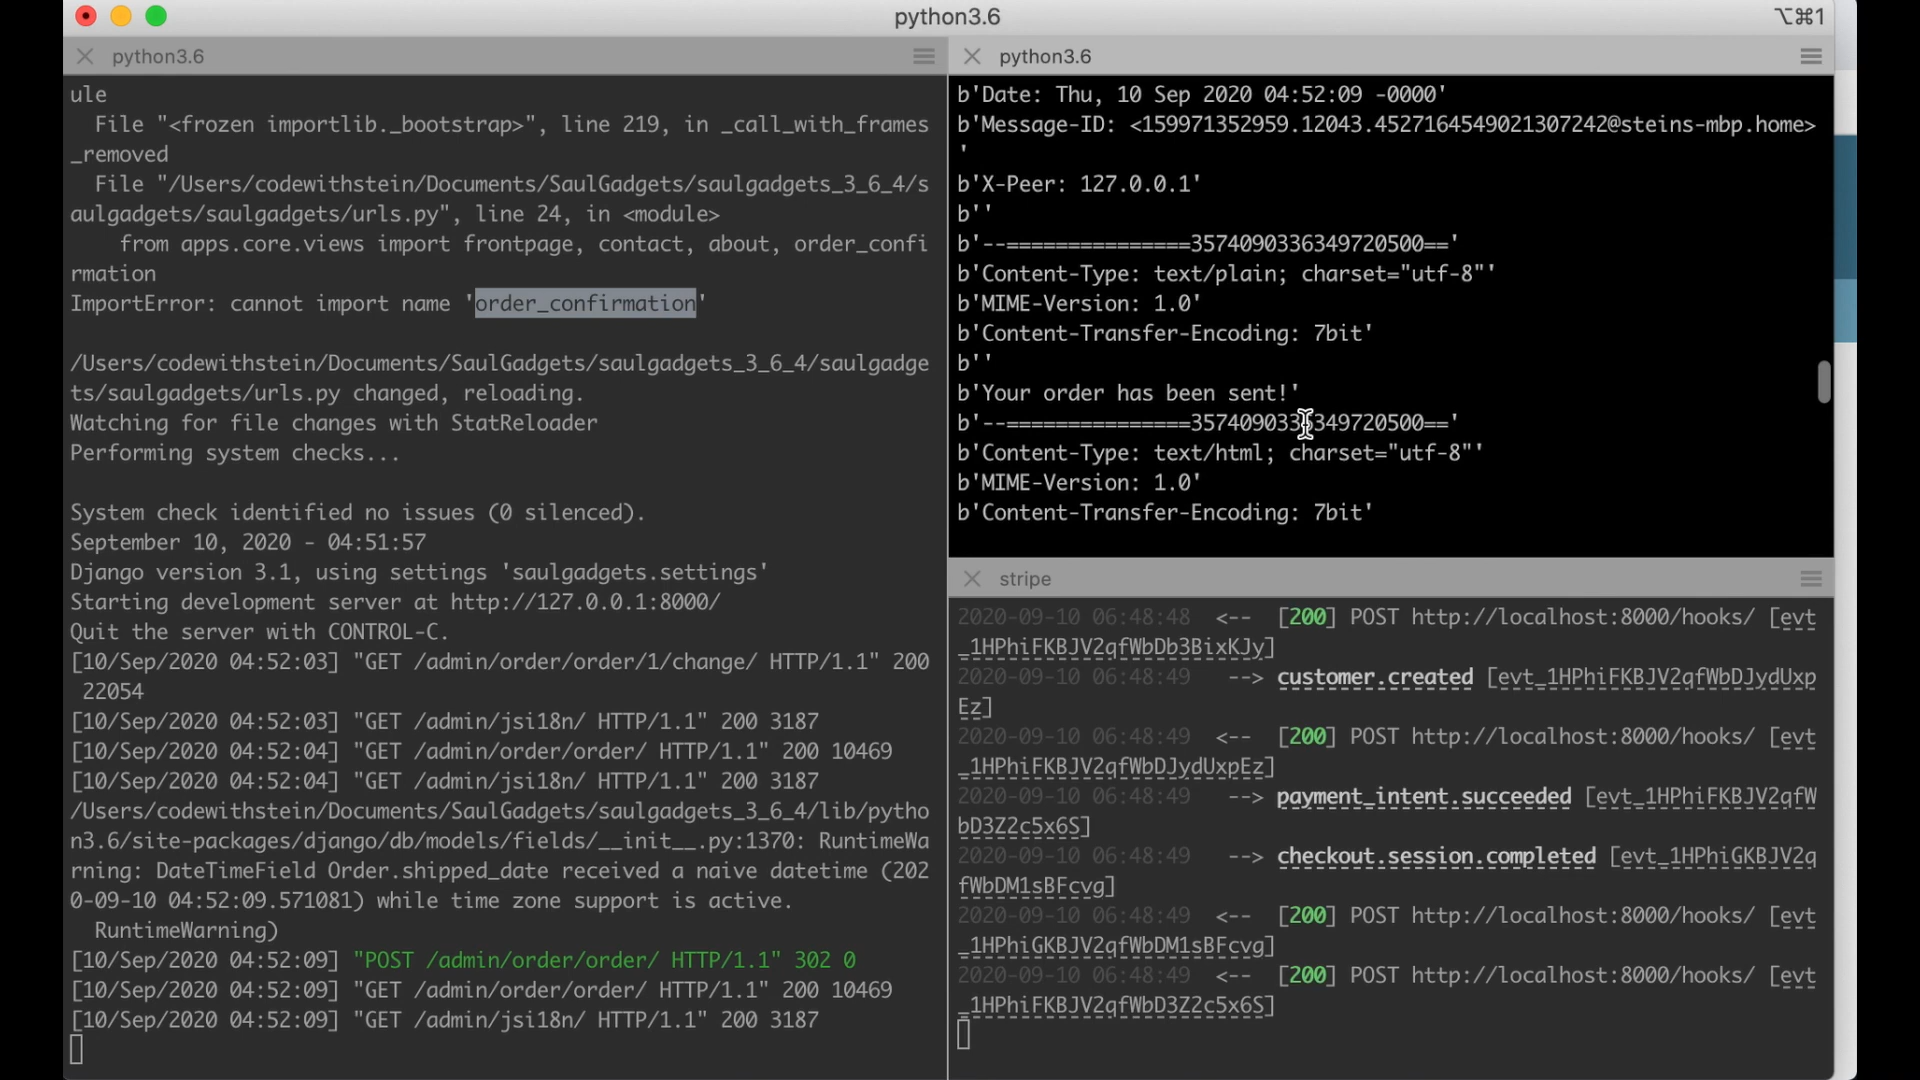 python3.6
⌥⌘1
python3.6
ule
  File "<frozen importlib._bootstrap>", line 219, in _call_with_frames
_removed
  File "/Users/codewithstein/Documents/SaulGadgets/saulgadgets_3_6_4/s
aulgadgets/saulgadgets/urls.py", line 24, in <module>
    from apps.core.views import frontpage, contact, about, order_confi
rmation
ImportError: cannot import name 'order_confirmation'
/Users/codewithstein/Documents/SaulGadgets/saulgadgets_3_6_4/saulgadge
ts/saulgadgets/urls.py changed, reloading.
Watching for file changes with StatReloader
Performing system checks...
System check identified no issues (0 silenced).
September 10, 2020 - 04:51:57
Django version 3.1, using settings 'saulgadgets.settings'
Starting development server at http://127.0.0.1:8000/
Quit the server with CONTROL-C.
[10/Sep/2020 04:52:03] "GET /admin/order/order/1/change/ HTTP/1.1" 200
 22054
[10/Sep/2020 04:52:03] "GET /admin/jsi18n/ HTTP/1.1" 200 3187
[10/Sep/2020 04:52:04] "GET /admin/order/order/ HTTP/1.1" 200 10469
[10/Sep/2020 04:52:04] "GET /admin/jsi18n/ HTTP/1.1" 200 3187
/Users/codewithstein/Documents/SaulGadgets/saulgadgets_3_6_4/lib/pytho
n3.6/site-packages/django/db/models/fields/__init__.py:1370: RuntimeWa
rning: DateTimeField Order.shipped_date received a naive datetime (202
0-09-10 04:52:09.571081) while time zone support is active.
  RuntimeWarning)
[10/Sep/2020 04:52:09] "POST /admin/order/order/ HTTP/1.1" 302 0
[10/Sep/2020 04:52:09] "GET /admin/order/order/ HTTP/1.1" 200 10469
[10/Sep/2020 04:52:09] "GET /admin/jsi18n/ HTTP/1.1" 200 3187
python3.6
b'Date: Thu, 10 Sep 2020 04:52:09 -0000'
b'Message-ID: <159971352959.12043.4527164549021307242@steins-mbp.home>
'
b'X-Peer: 127.0.0.1'
b''
b'--===============3574090336349720500=='
b'Content-Type: text/plain; charset="utf-8"'
b'MIME-Version: 1.0'
b'Content-Transfer-Encoding: 7bit'
b''
b'Your order has been sent!'
b'--===============3574090336349720500=='
b'Content-Type: text/html; charset="utf-8"'
b'MIME-Version: 1.0'
b'Content-Transfer-Encoding: 7bit'
stripe
2020-09-10 06:48:48  <--  [200] POST http://localhost:8000/hooks/ [evt
_1HPhiFKBJV2qfWbDb3BixKJy]
2020-09-10 06:48:49   --> customer.created [evt_1HPhiFKBJV2qfWbDJydUxp
Ez]
2020-09-10 06:48:49  <--  [200] POST http://localhost:8000/hooks/ [evt
_1HPhiFKBJV2qfWbDJydUxpEz]
2020-09-10 06:48:49   --> payment_intent.succeeded [evt_1HPhiFKBJV2qfW
bD3Z2c5x6S]
2020-09-10 06:48:49   --> checkout.session.completed [evt_1HPhiGKBJV2q
fWbDM1sBFcvg]
2020-09-10 06:48:49  <--  [200] POST http://localhost:8000/hooks/ [evt
_1HPhiGKBJV2qfWbDM1sBFcvg]
2020-09-10 06:48:49  <--  [200] POST http://localhost:8000/hooks/ [evt
_1HPhiFKBJV2qfWbD3Z2c5x6S]